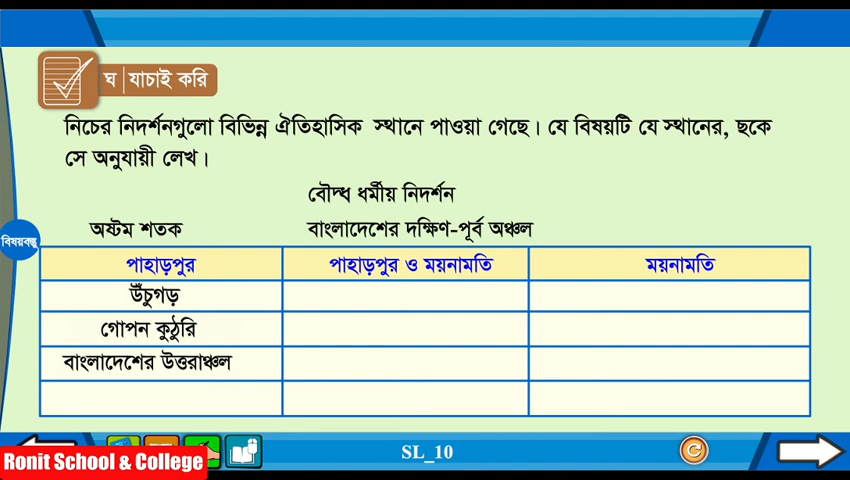 ঘ | যাচাই করি
নিচের নিদর্শনগুলো বিভিন্ন ঐতিহাসিক স্থানে পাওয়া গেছে। যে বিষয়টি যে স্থানের, ছকে
সে অনুযায়ী লেখ।
বৌদ্ধ ধর্মীয় নিদর্শন
অষ্টম শতক বাংলাদেশের দক্ষিণ-পূর্ব অঞ্চল
বিষয়বস্তু
পাহাড়পুর পাহাড়পুর ও ময়নামতি ময়নামতি
উঁচুগড়
গোপন কুঠুরি
বাংলাদেশের উত্তরাঞ্চল
SL_10
Ronit School & College